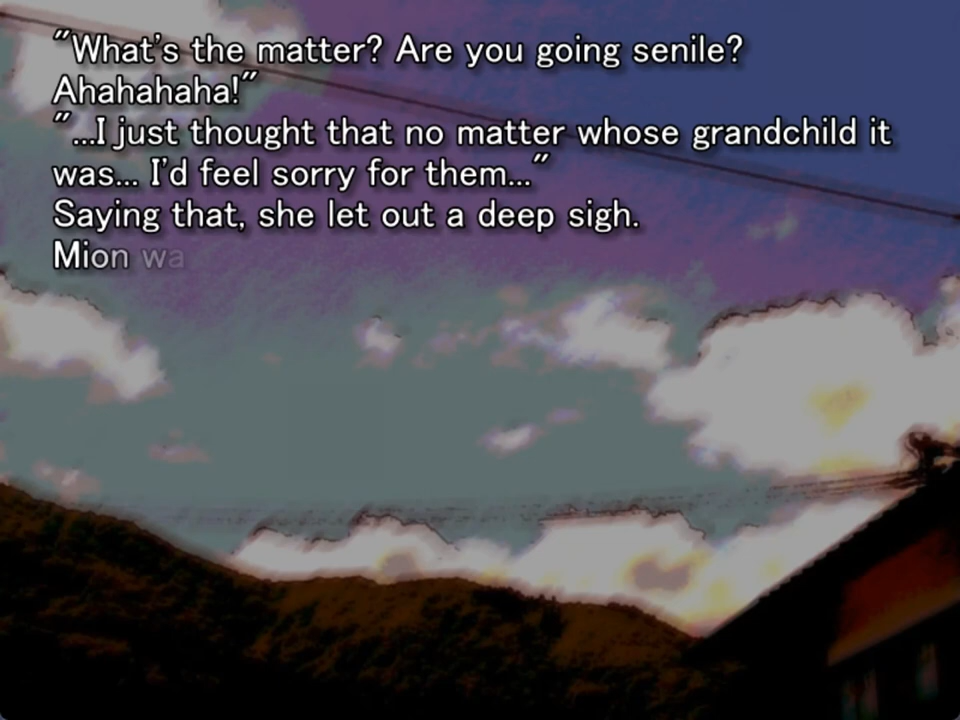 "What's the matter? Are you going senile?
Ahahahaha!"
"...I just thought that no matter whose grandchild it
was... I'd feel sorry for them..."
Saying that, she let out a deep sigh.
Mion wa